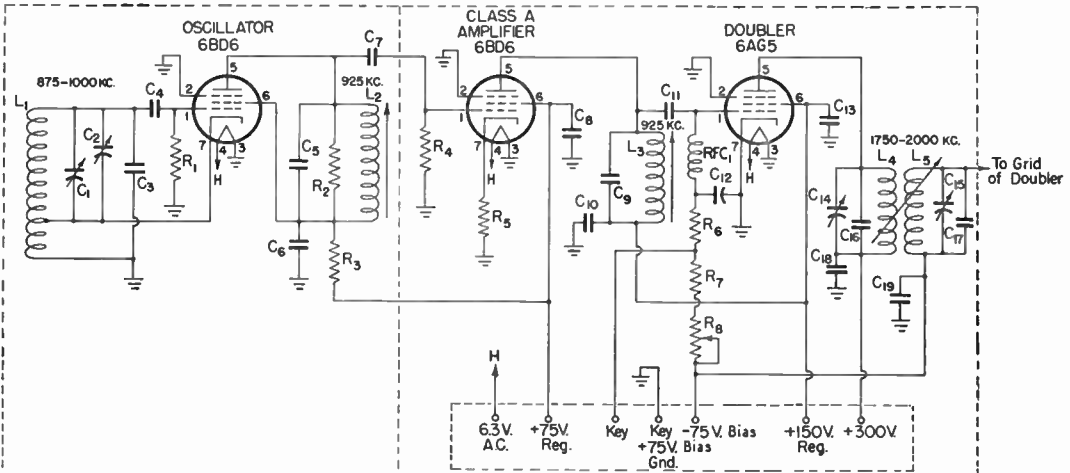 OSCILLATOR
6BD6
CLASS A
AMPLIFIER
6BD6
DOUBLER
6AG5
875-1000 KC.
925 KC.
925 KC.
1750-2000 KC.
To Grid
of Doubler
L1
C1
C2
C3
C4
R1
2
1
5
6
7
4
3
H
C5
R2
L2
C6
R3
C7
R4
2
1
5
6
7
4
3
H
R5
C8
L3
C9
C10
C11
RFC1
C12
R6
R7
R8
2
1
5
6
7
4
3
H
C13
C14
C16
C18
L4
L5
C15
C17
C19
H
6.3V.
A.C.
+75V.
Reg.
Key
Key
+75V. Bias
Gnd.
-75V. Bias
+150V.
Reg.
+300V.